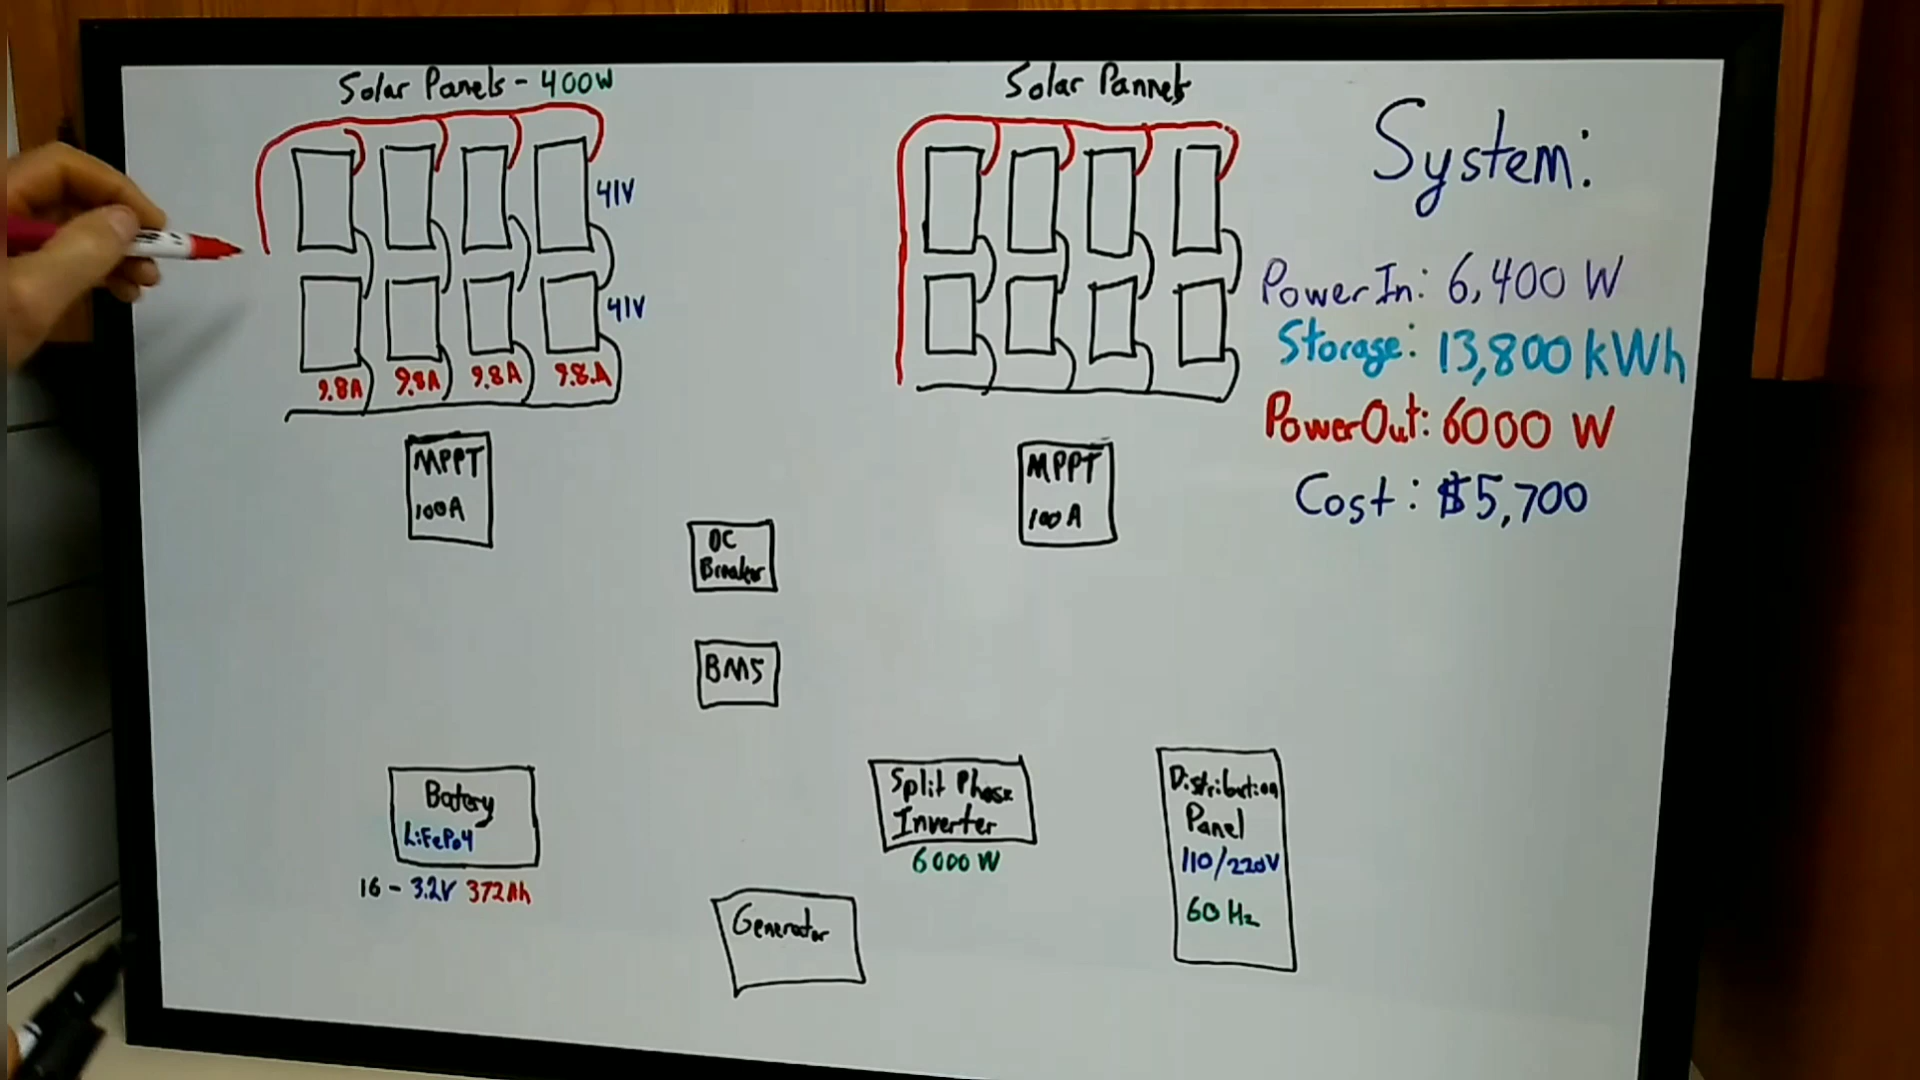 Solar Panels - 400W
41V
41V
9.8A 9.8A 9.8A 9.8A
MPPT
100A
Solar Pannels
MPPT
100A
DC
Breaker
BMS
Battery
LiFePo4
16 - 3.2V 372Ah
Generator
Split Phase
Inverter
6000 W
Distribution
Panel
110/220V
60 Hz
System:
Power In: 6,400 W
Storage: 13,800 kWh
Power Out: 6000 W
Cost: $5,700